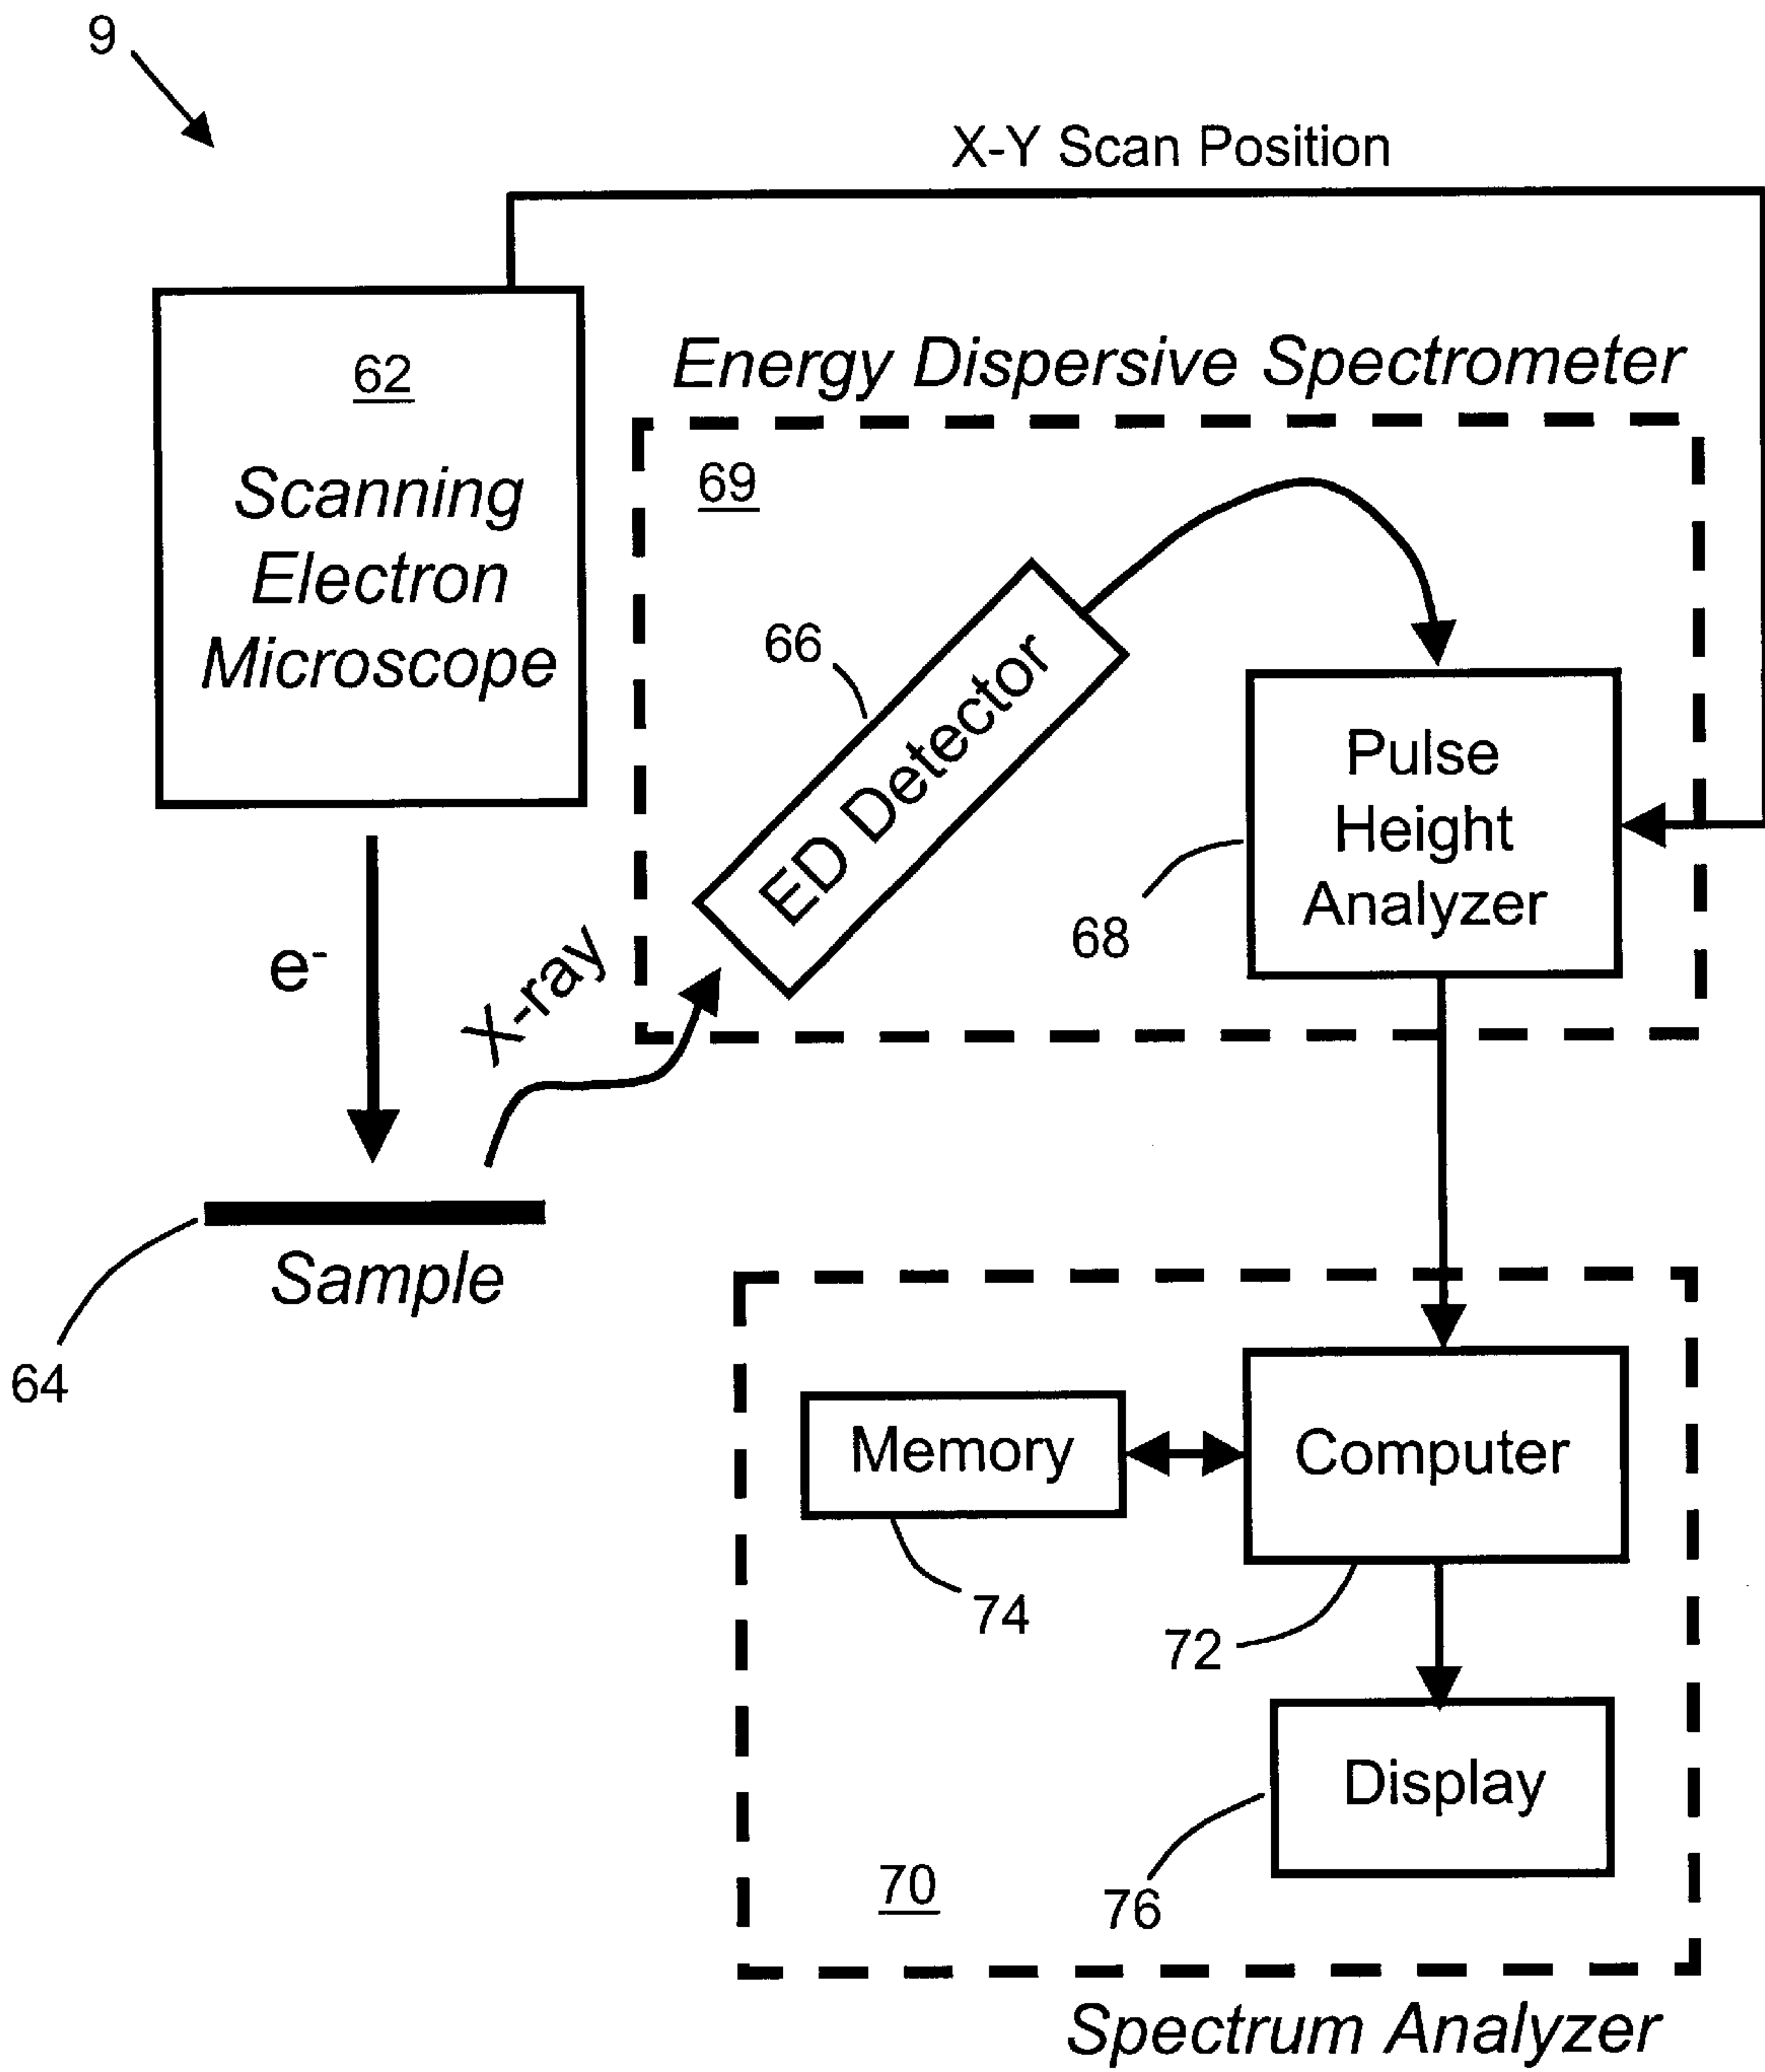 9
X-Y Scan Position
62
Scanning
Electron
Microscope
Energy Dispersive Spectrometer
69
66
ED Detector
Pulse
Height
Analyzer
68
e-
X-ray
Sample
64
Memory
Computer
74
72
Display
76
70
Spectrum Analyzer